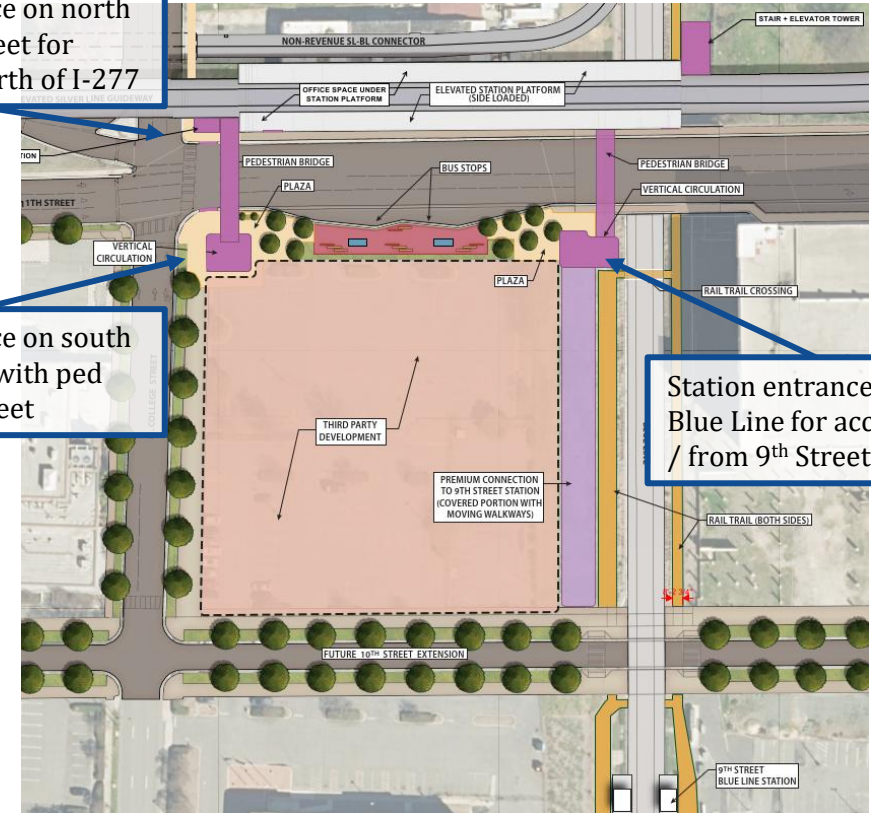 ce on north
eet for
rth of I-277
NON-REVENUE SL-BL CONNECTOR
STAIR + ELEVATOR TOWER
OFFICE SPACE UNDER
STATION PLATFORM
ELEVATED STATION PLATFORM
(SIDE LOADED)
EVATED SILVER LINE GUIDEWAY
TION
PEDESTRIAN BRIDGE
BUS STOPS
PEDESTRIAN BRIDGE
PLAZA
VERTICAL CIRCULATION
1TH STREET
VERTICAL
CIRCULATION
PLAZA
RAIL TRAIL CROSSING
ce on south
with ped
eet
COLLEGE STREET
Station entrance
Blue Line for acc
/ from 9th Street
THIRD PARTY
DEVELOPMENT
PREMIUM CONNECTION
TO 9TH STREET STATION
(COVERED PORTION WITH
MOVING WALKWAYS)
RAIL TRAIL (BOTH SIDES)
FUTURE 10TH STREET EXTENSION
9TH STREET
BLUE LINE STATION